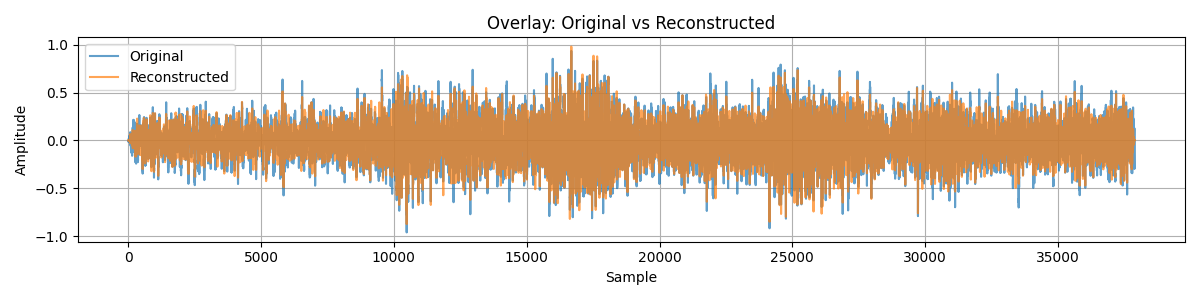 Overlay: Original vs Reconstructed
Original
Reconstructed
1.0
0.5
0.0
−0.5
−1.0
Amplitude
0 5000 10000 15000 20000 25000 30000 35000
Sample